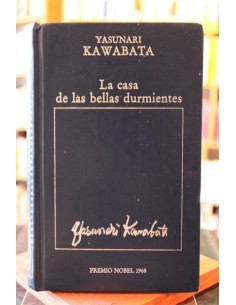 YASUNARI
KAWABATA
La casa
de las bellas durmientes
Yasunari Kawabata
PREMIO NOBEL 1968